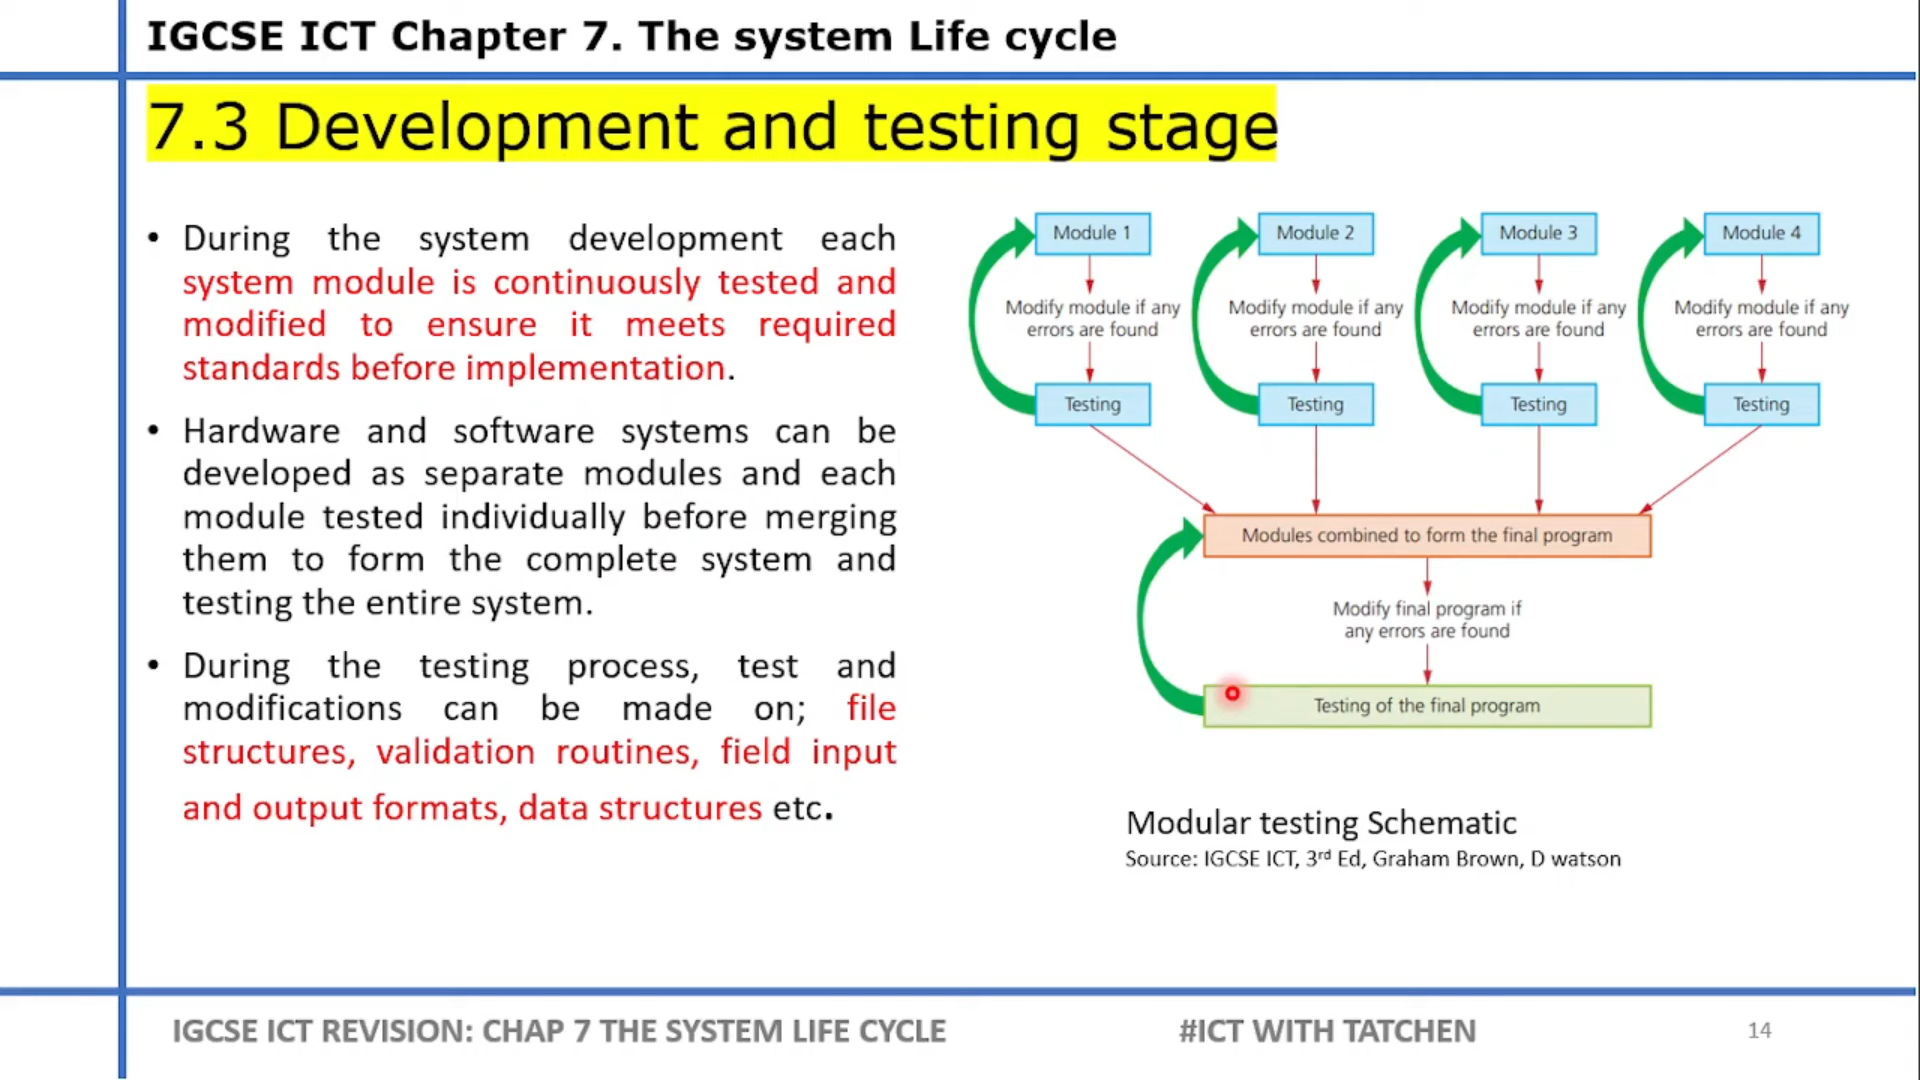 IGCSE ICT Chapter 7. The system Life cycle
7.3 Development and testing stage
• During the system development each
system module is continuously tested and
modified to ensure it meets required
standards before implementation.
• Hardware and software systems can be
developed as separate modules and each
module tested individually before merging
them to form the complete system and
testing the entire system.
• During the testing process, test and
modifications can be made on; file
structures, validation routines, field input
and output formats, data structures etc.
Module 1
Module 2
Module 3
Module 4
Modify module if any
errors are found
Modify module if any
errors are found
Modify module if any
errors are found
Modify module if any
errors are found
Testing
Testing
Testing
Testing
Modules combined to form the final program
Modify final program if
any errors are found
Testing of the final program
Modular testing Schematic
Source: IGCSE ICT, 3rd Ed, Graham Brown, D watson
IGCSE ICT REVISION: CHAP 7 THE SYSTEM LIFE CYCLE
#ICT WITH TATCHEN
14